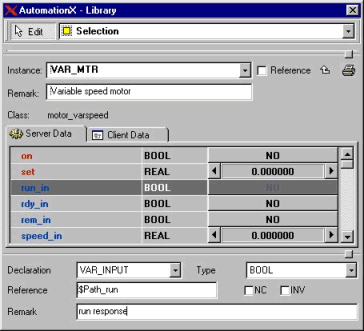 AutomationX - Library
Edit Selection
Instance: VAR_MTR Reference
Remark: Variable speed motor
Class: motor_varspeed
Server Data Client Data
on BOOL NO
set REAL 0.000000
run_in BOOL NO
rdy_in BOOL NO
rem_in BOOL NO
speed_in REAL 0.000000
Declaration VAR_INPUT Type BOOL
Reference $Path_run NC INV
Remark run response